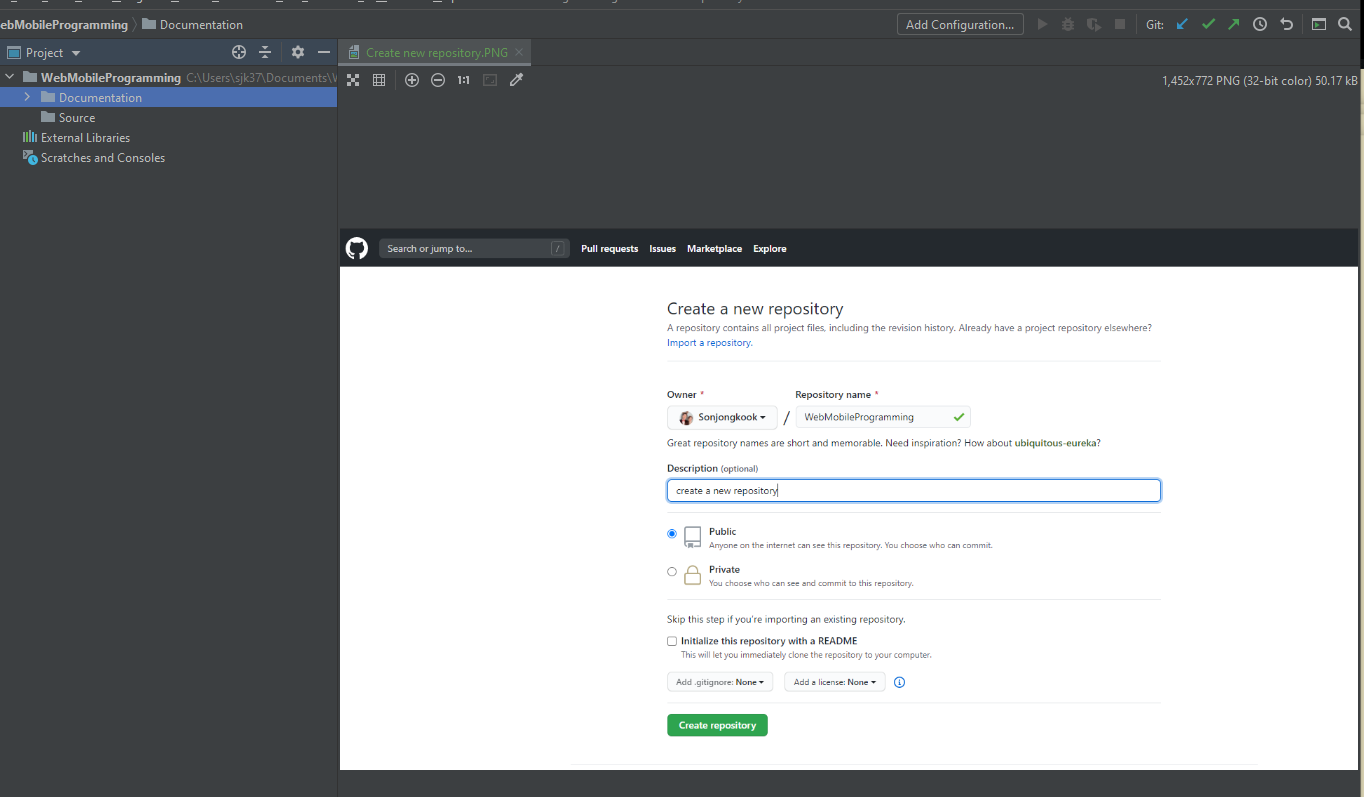 ebMobileProgramming Documentation Add Configuration... Git:
Project Create new repository.PNG
WebMobileProgramming C:\Users\sjk37\Documents\
1:1 1,452x772 PNG (32-bit color) 50.17 kB
Documentation
Source
External Libraries
Scratches and Consoles
Search or jump to... / Pull requests Issues Marketplace Explore
Create a new repository
A repository contains all project files, including the revision history. Already have a project repository elsewhere?
Import a repository.
Owner * Repository name *
Sonjongkook / WebMobileProgramming
Great repository names are short and memorable. Need inspiration? How about ubiquitous-eureka?
Description (optional)
create a new repository
Public
Anyone on the internet can see this repository. You choose who can commit.
Private
You choose who can see and commit to this repository.
Skip this step if you're importing an existing repository.
Initialize this repository with a README
This will let you immediately clone the repository to your computer.
Add .gitignore: None Add a license: None
Create repository